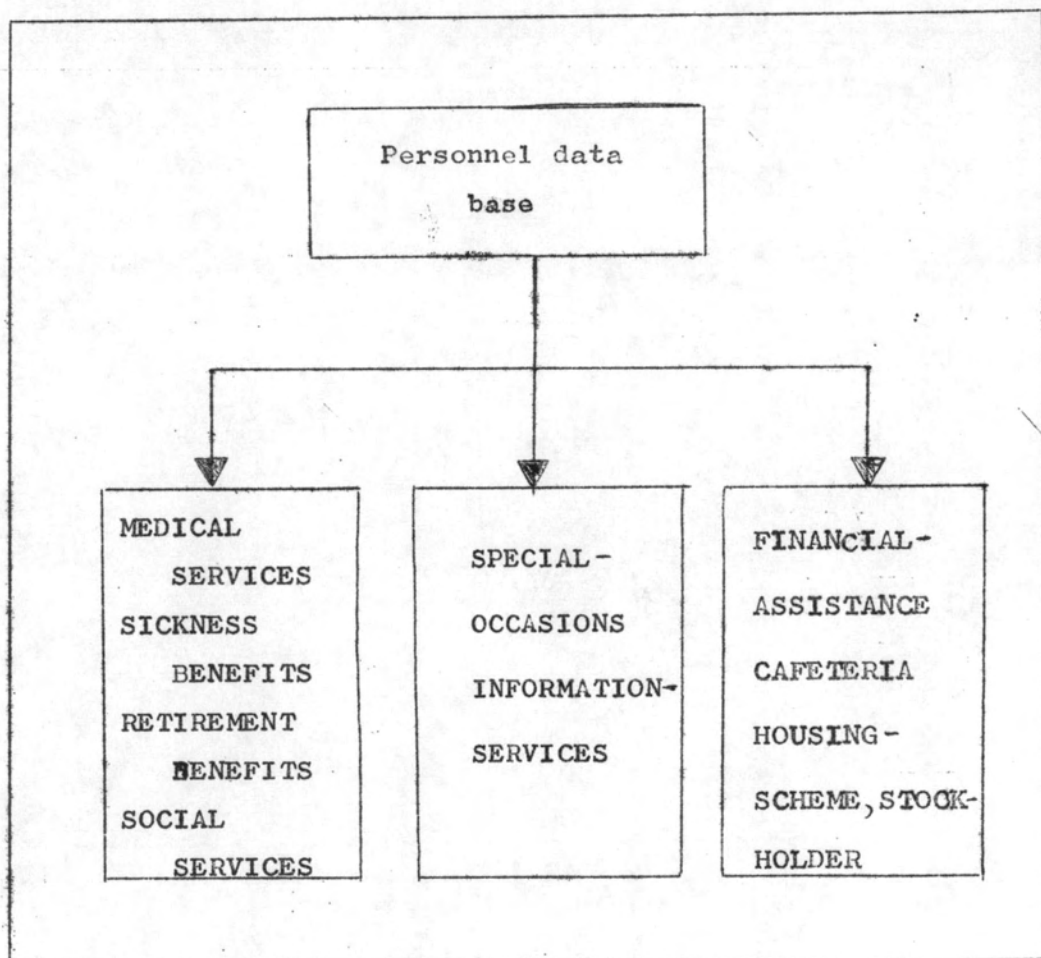 Personnel data
base
MEDICAL
SERVICES
SICKNESS
BENEFITS
RETIREMENT
BENEFITS
SOCIAL
SERVICES
SPECIAL-
OCCASIONS
INFORMATION-
SERVICES
FINANCIAL-
ASSISTANCE
CAFETERIA
HOUSING-
SCHEME,STOCK-
HOLDER